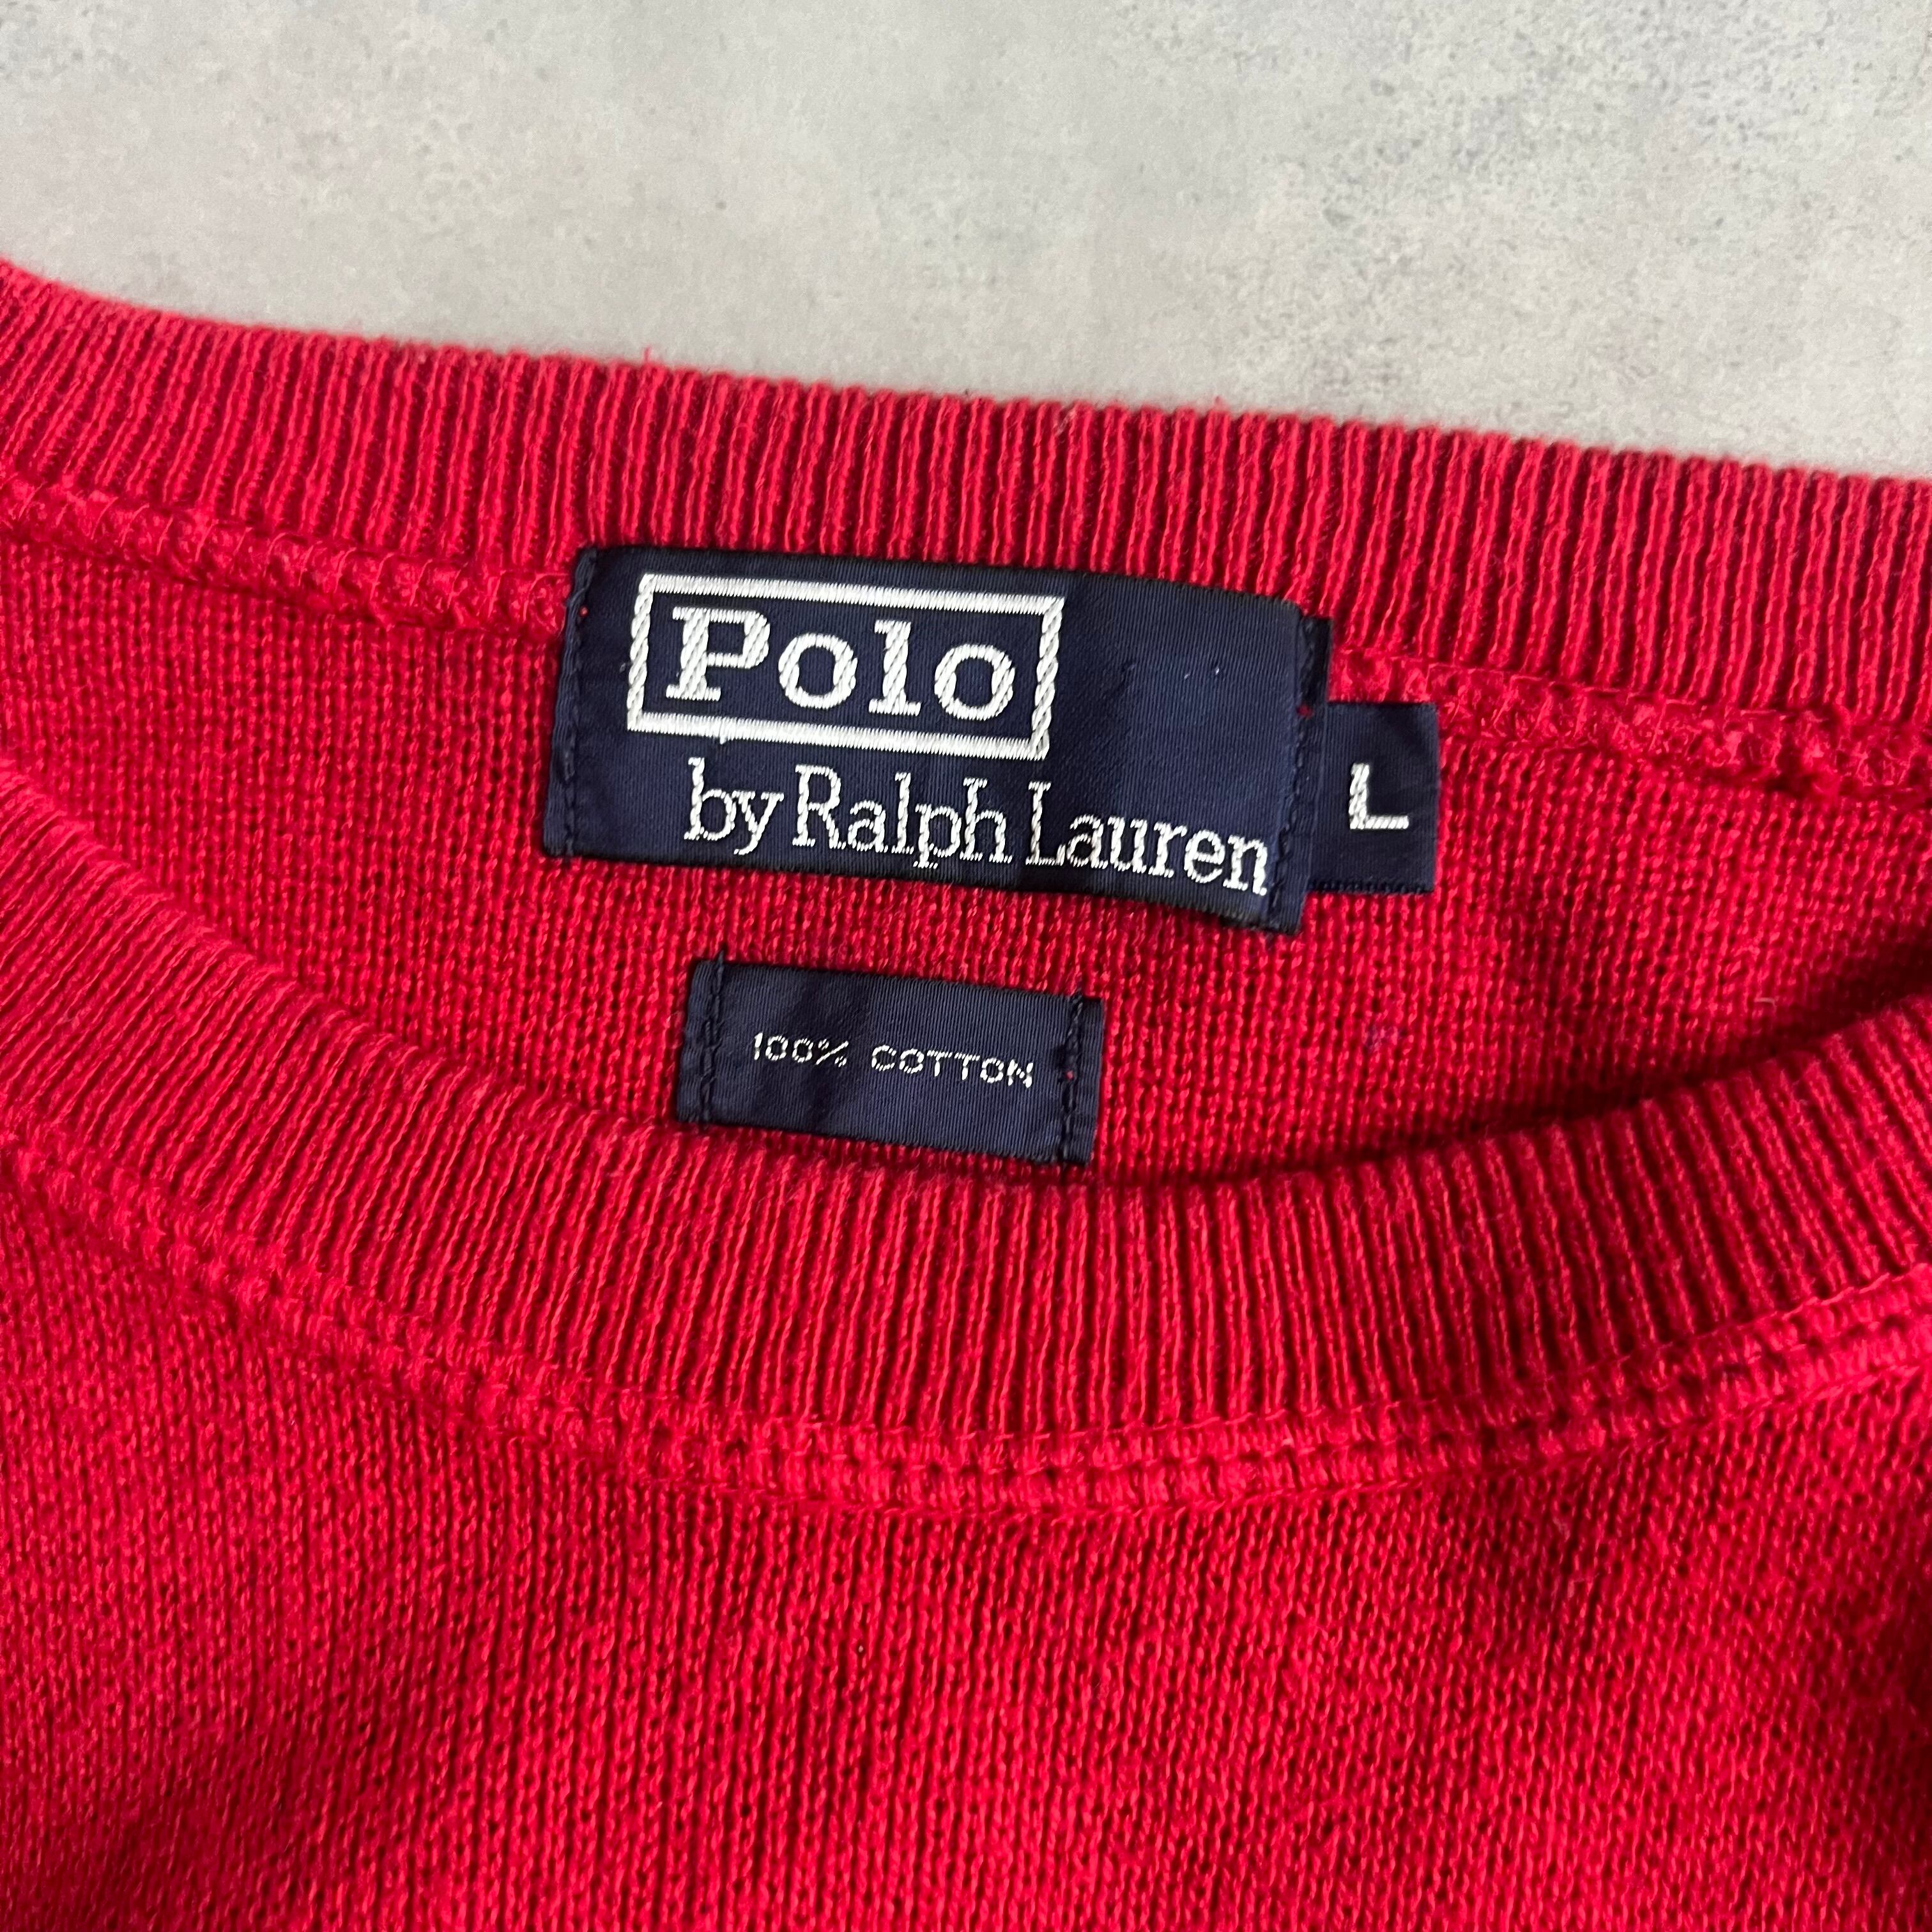 Polo
by Ralph Lauren
L
100% COTTON